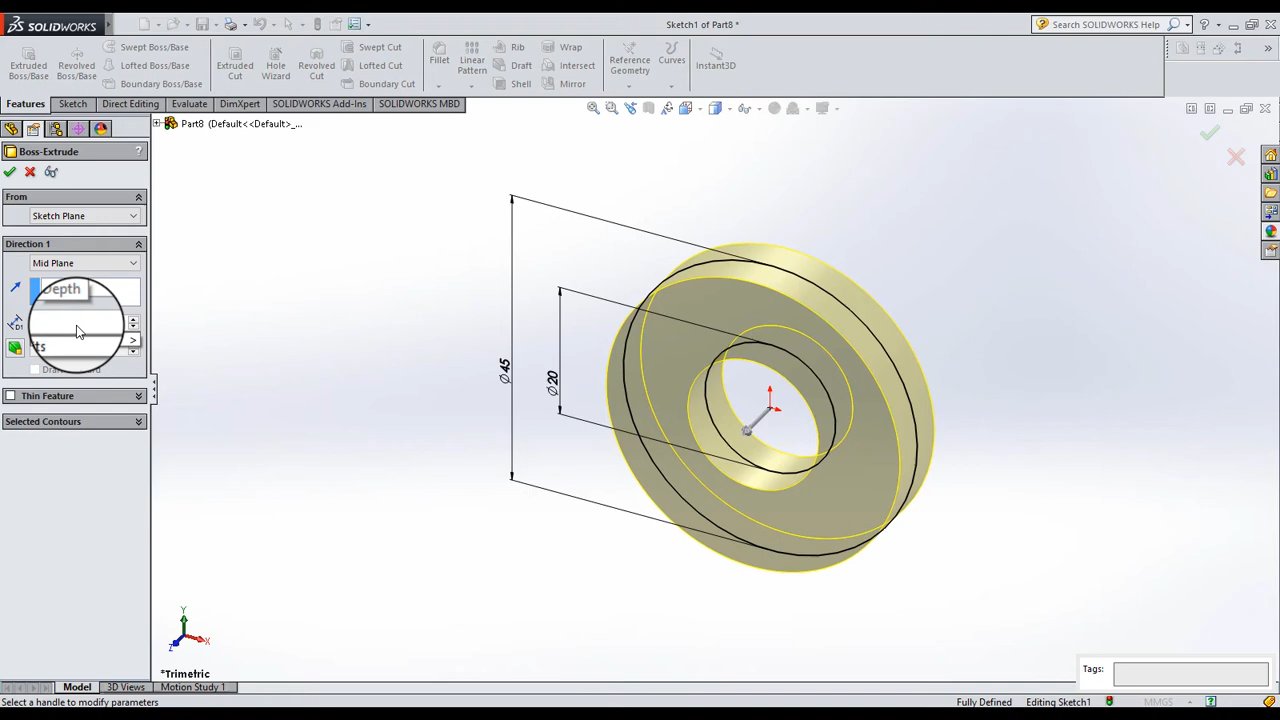 SOLIDWORKS
Sketch1 of Part8 *
Search SOLIDWORKS Help
Extruded Boss/Base
Revolved Boss/Base
Swept Boss/Base
Lofted Boss/Base
Boundary Boss/Base
Extruded Cut
Hole Wizard
Revolved Cut
Swept Cut
Lofted Cut
Boundary Cut
Fillet
Linear Pattern
Rib
Draft
Shell
Wrap
Intersect
Mirror
Reference Geometry
Curves
Instant3D
Features
Sketch
Direct Editing
Evaluate
DimXpert
SOLIDWORKS Add-Ins
SOLIDWORKS MBD
Part8 (Default<<Default>_...
Boss-Extrude
?
From
Sketch Plane
Direction 1
Mid Plane
Depth
D1
ts
Thin Feature
Selected Contours
∅45
∅20
Y
X
Z
*Trimetric
Tags:
Model
3D Views
Motion Study 1
Select a handle to modify parameters
Fully Defined
Editing Sketch1
MMGS